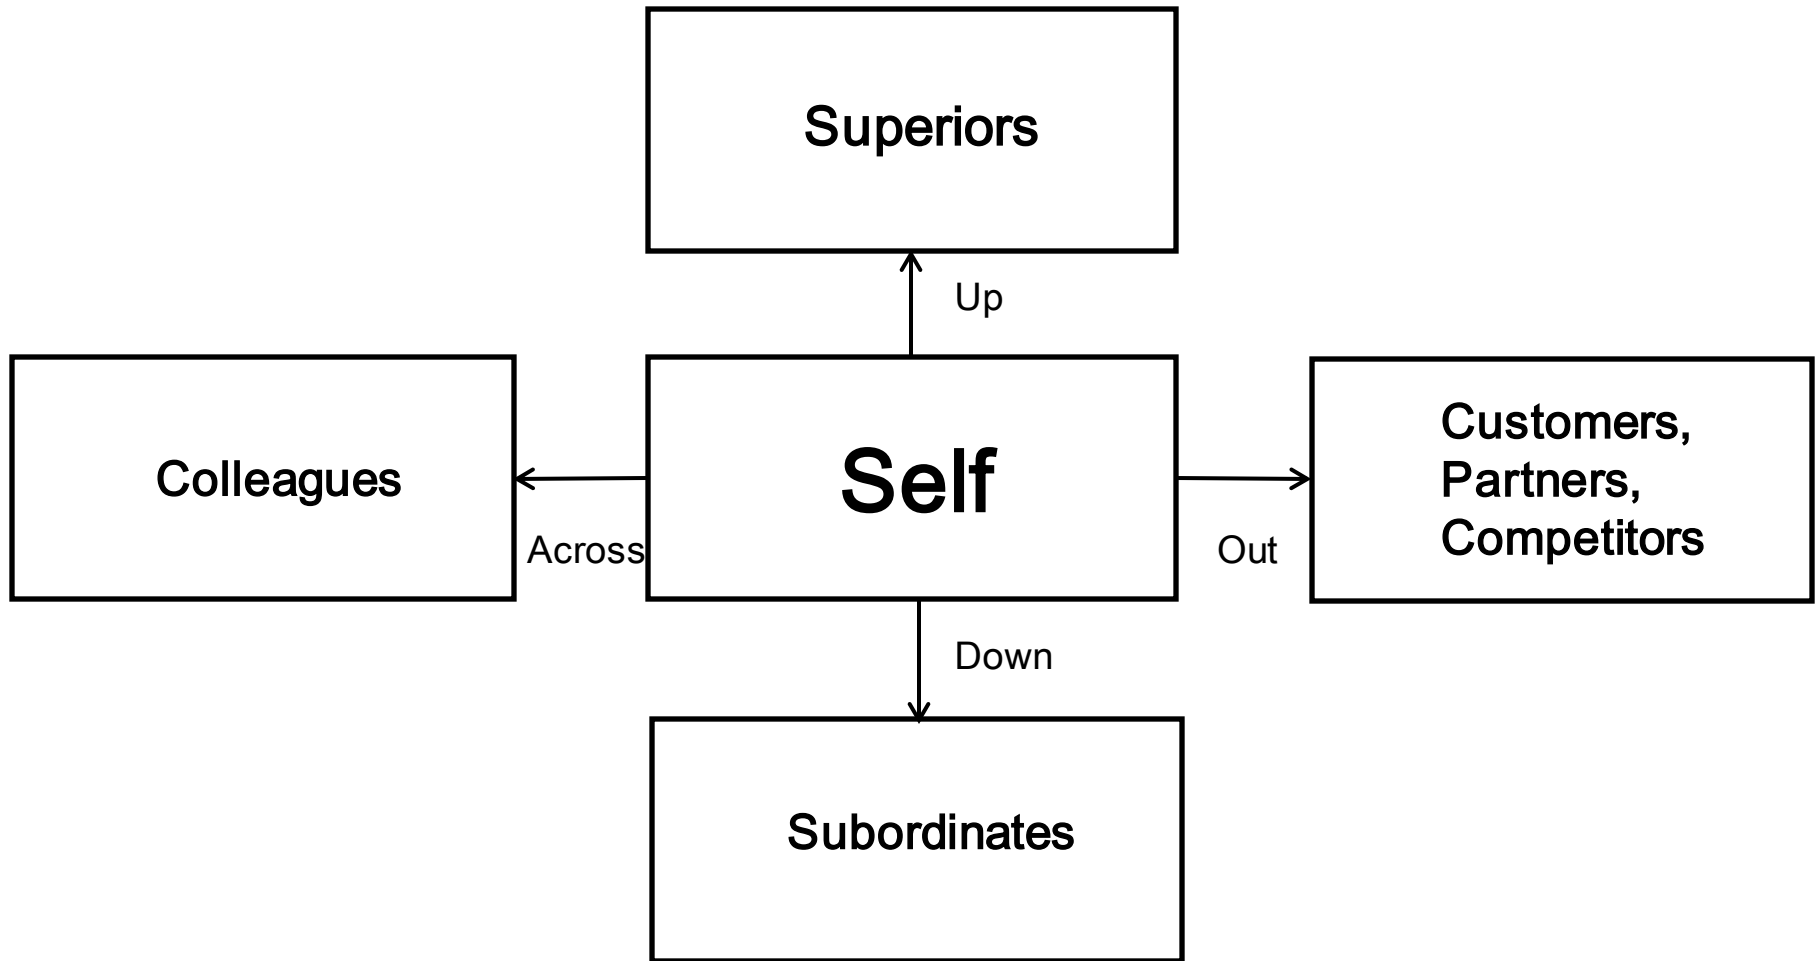 Superiors
Up
Colleagues
Across
Self
Out
Customers,
Partners,
Competitors
Down
Subordinates